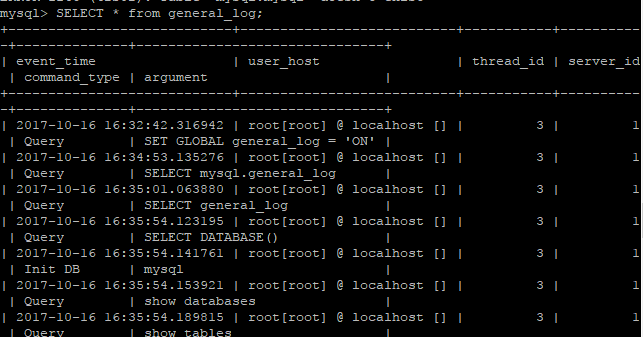 mysql> SELECT * from general_log;
+----------------------------+---------------------------+-----------+----------
-+--------------+------------------------------+
| event_time                 | user_host                 | thread_id | server_id
 | command_type | argument                     |
+----------------------------+---------------------------+-----------+----------
-+--------------+------------------------------+
| 2017-10-16 16:32:42.316942 | root[root] @ localhost [] |         3 |         1
| Query        | SET GLOBAL general_log = 'ON' |
| 2017-10-16 16:34:53.135276 | root[root] @ localhost [] |         3 |         1
| Query        | SELECT mysql.general_log     |
| 2017-10-16 16:35:01.063880 | root[root] @ localhost [] |         3 |         1
| Query        | SELECT general_log           |
| 2017-10-16 16:35:54.123195 | root[root] @ localhost [] |         3 |         1
| Query        | SELECT DATABASE()            |
| 2017-10-16 16:35:54.141761 | root[root] @ localhost [] |         3 |         1
| Init DB      | mysql                        |
| 2017-10-16 16:35:54.153921 | root[root] @ localhost [] |         3 |         1
| Query        | show databases               |
| 2017-10-16 16:35:54.189815 | root[root] @ localhost [] |         3 |         1
| Query        | show tables                  |